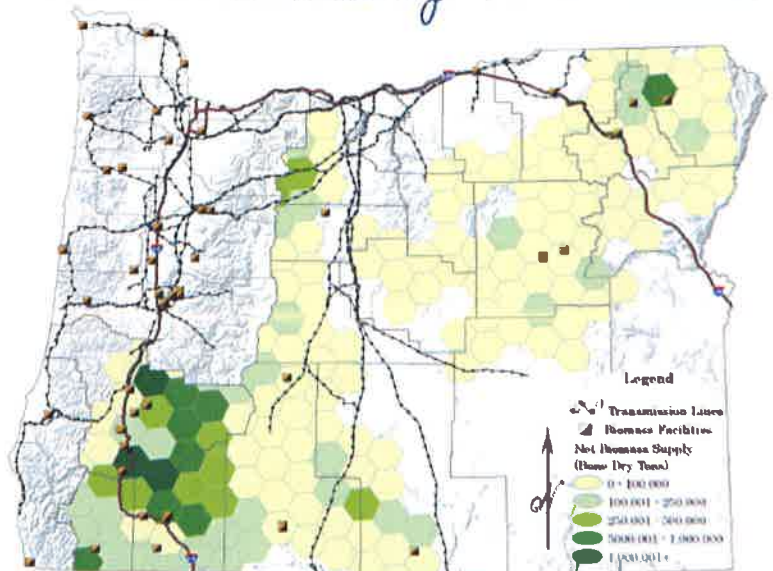 Legend
Transmission Lines
Biomass Facilities
Net Biomass Supply
(Bone Dry Tons)
0 - 100,000
100,001 - 250,000
250,001 - 500,000
5000,001 - 1,000,000
1,000,001+